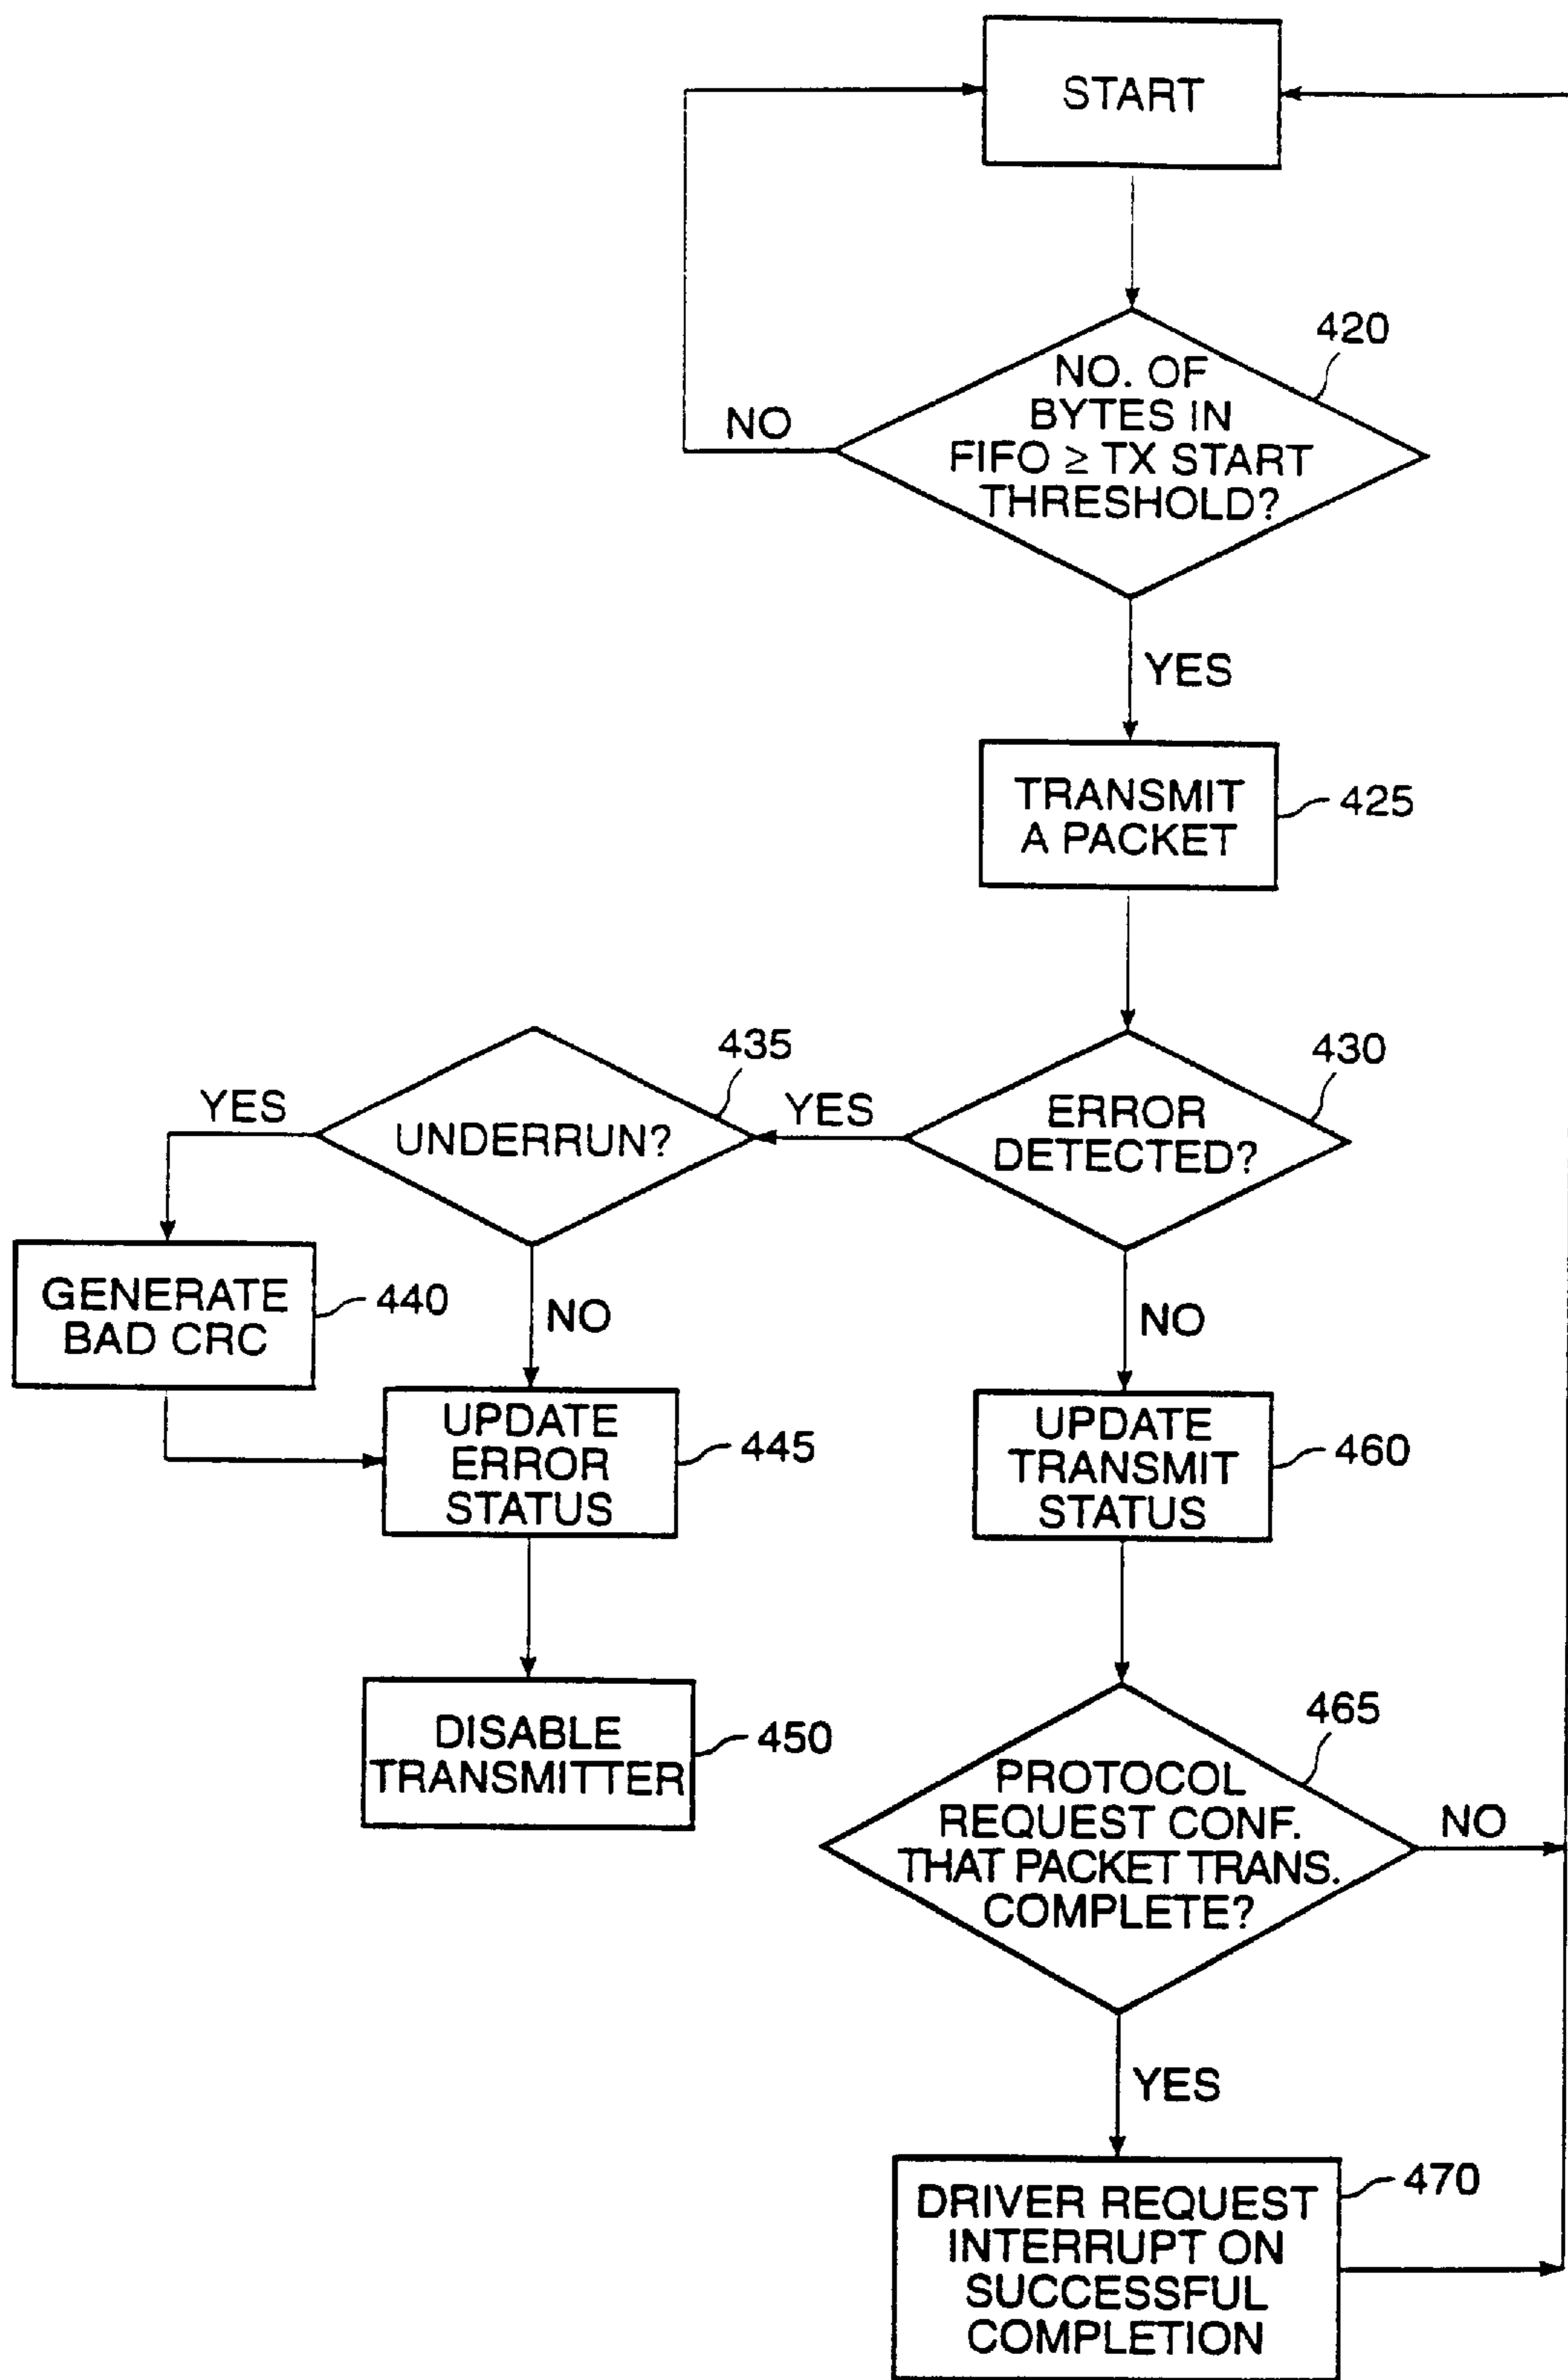 START
420
NO. OF
BYTES IN
FIFO ≥ TX START
THRESHOLD?
NO
YES
TRANSMIT
A PACKET
425
430
ERROR
DETECTED?
YES
435
UNDERRUN?
YES
GENERATE
BAD CRC
440
NO
NO
UPDATE
ERROR
STATUS
445
UPDATE
TRANSMIT
STATUS
460
DISABLE
TRANSMITTER
450
465
PROTOCOL
REQUEST CONF.
THAT PACKET TRANS.
COMPLETE?
NO
YES
DRIVER REQUEST
INTERRUPT ON
SUCCESSFUL
COMPLETION
470